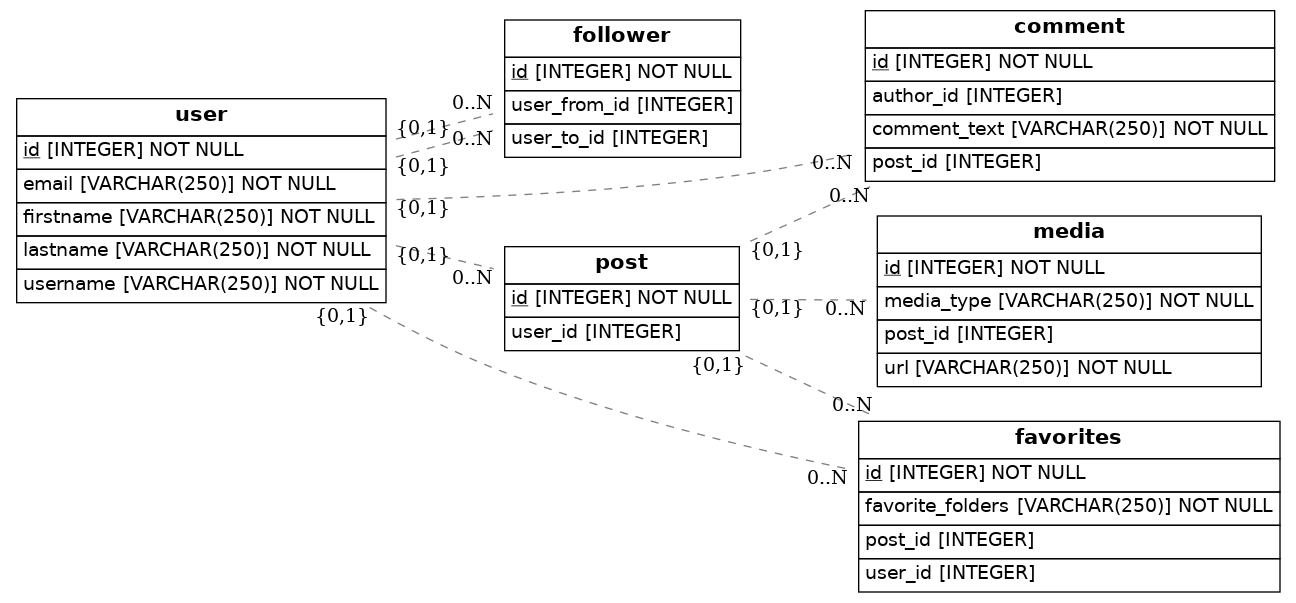 user
id [INTEGER] NOT NULL
email [VARCHAR(250)] NOT NULL
firstname [VARCHAR(250)] NOT NULL
lastname [VARCHAR(250)] NOT NULL
username [VARCHAR(250)] NOT NULL
follower
id [INTEGER] NOT NULL
user_from_id [INTEGER]
user_to_id [INTEGER]
post
id [INTEGER] NOT NULL
user_id [INTEGER]
comment
id [INTEGER] NOT NULL
author_id [INTEGER]
comment_text [VARCHAR(250)] NOT NULL
post_id [INTEGER]
media
id [INTEGER] NOT NULL
media_type [VARCHAR(250)] NOT NULL
post_id [INTEGER]
url [VARCHAR(250)] NOT NULL
favorites
id [INTEGER] NOT NULL
favorite_folders [VARCHAR(250)] NOT NULL
post_id [INTEGER]
user_id [INTEGER]
0..N
{0,1}
0..N
{0,1}
0..N
{0,1}
0..N
{0,1}
{0,1}
0..N
{0,1}
0..N
{0,1}
0..N
{0,1}
0..N